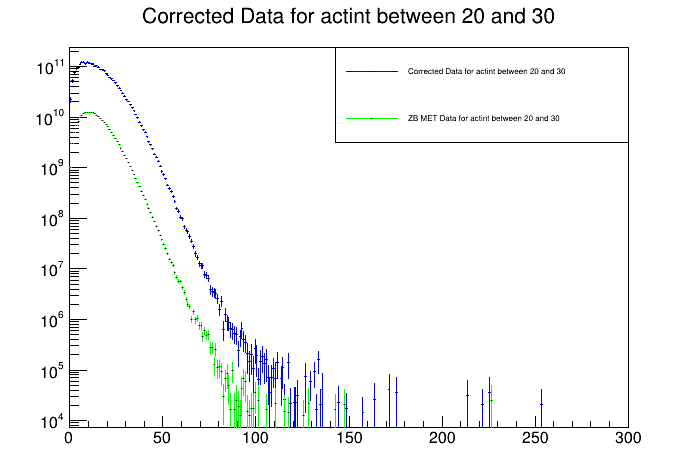 Corrected Data for actint between 20 and 30
Corrected Data for actint between 20 and 30
ZB MET Data for actint between 20 and 30
10¹¹
10¹⁰
10⁹
10⁸
10⁷
10⁶
10⁵
10⁴
0 50 100 150 200 250 300